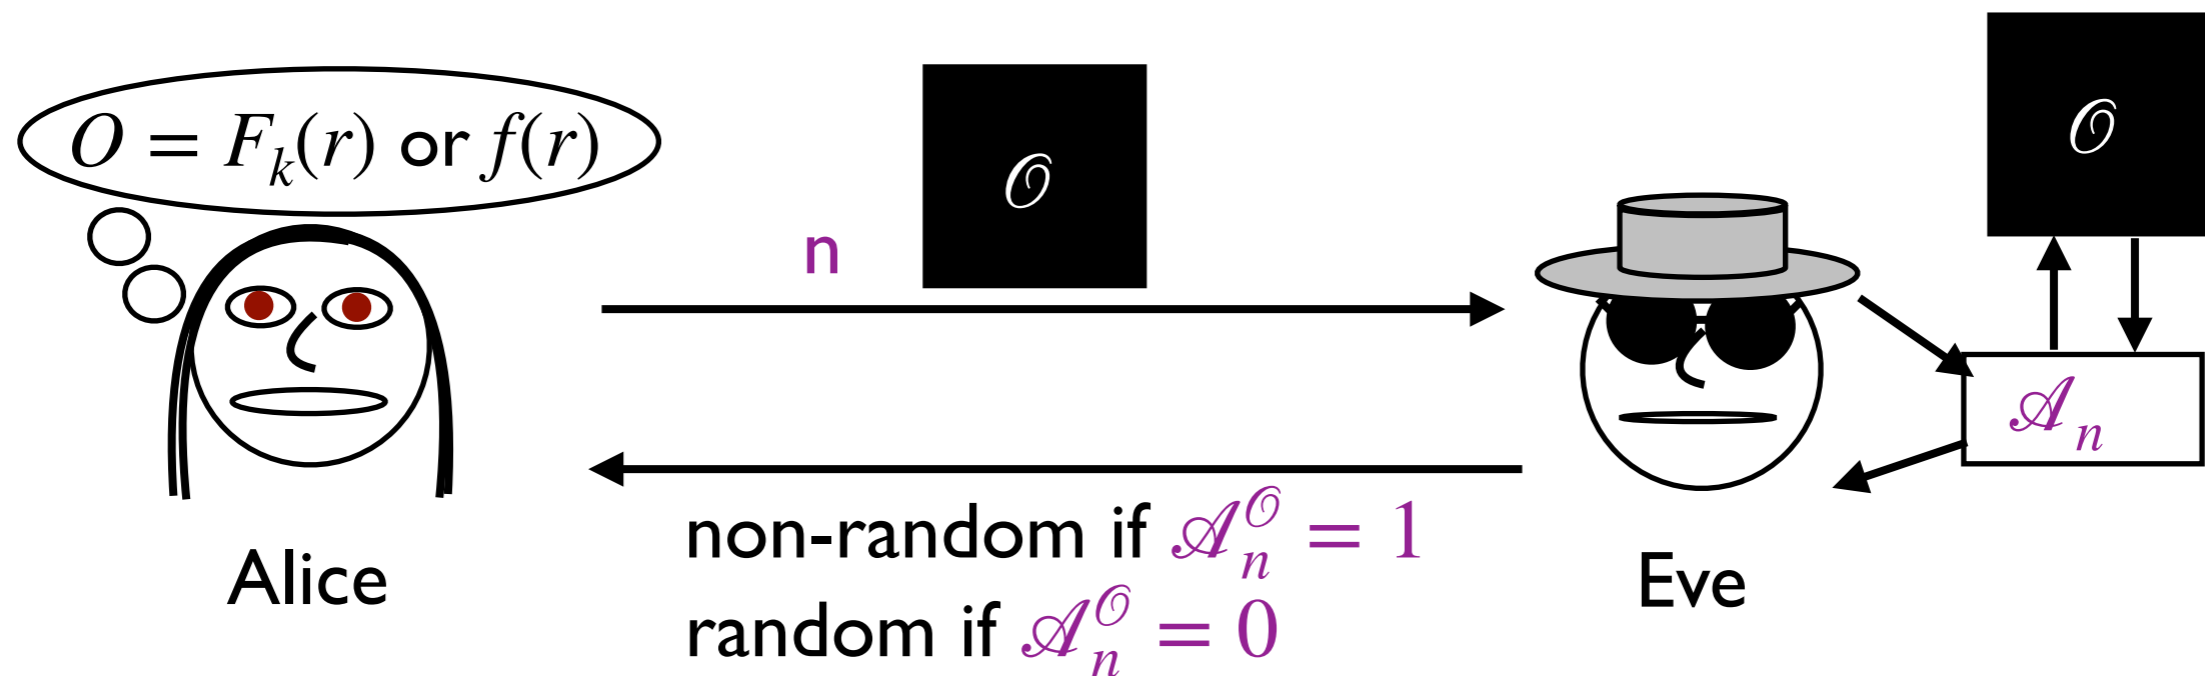 O = F_k(r) or f(r)
𝒪
𝒪
n
𝒜_n
non-random if 𝒜_n^𝒪 = 1
random if 𝒜_n^𝒪 = 0
Alice
Eve